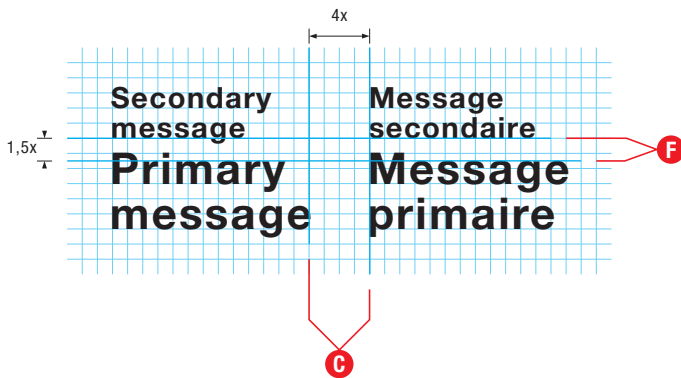 4x
Secondary
message
Message
secondaire
1,5x
Primary
message
Message
primaire
F
C